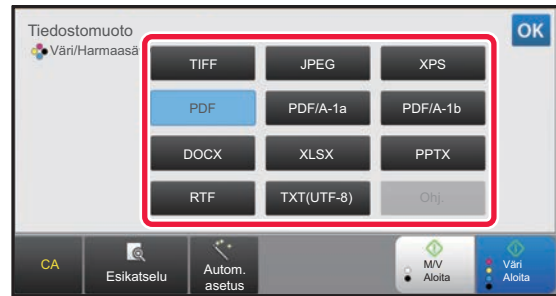 Tiedostomuoto
OK
Väri/Harmaasä
TIFF
JPEG
XPS
PDF
PDF/A-1a
PDF/A-1b
DOCX
XLSX
PPTX
RTF
TXT(UTF-8)
Ohj.
CA
Esikatselu
Autom.
asetus
M/V
Aloita
Väri
Aloita